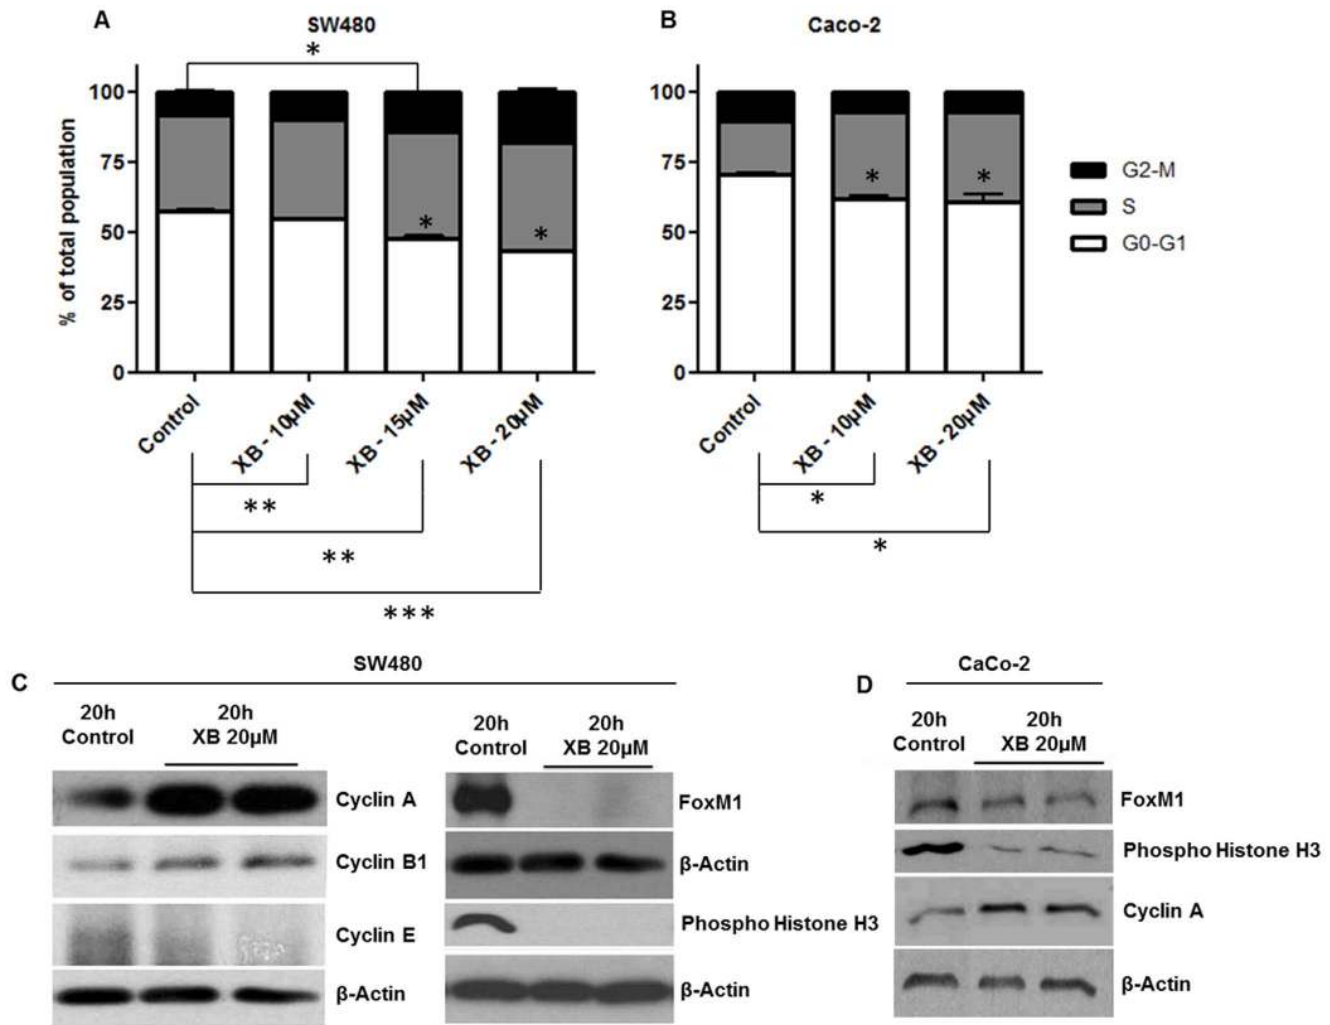 A
SW480
*
100
75
50
25
0
% of total population
*
*
Control
XB - 10µM
XB - 15µM
XB - 20µM
**
**
***
B
Caco-2
100
75
50
25
0
*
*
Control
XB - 10µM
XB - 20µM
*
*
G2-M
S
G0-G1
C
SW480
20h
Control
20h
XB 20µM
Cyclin A
Cyclin B1
Cyclin E
β-Actin
20h
Control
20h
XB 20µM
FoxM1
β-Actin
Phospho Histone H3
β-Actin
D
CaCo-2
20h
Control
20h
XB 20µM
FoxM1
Phospho Histone H3
Cyclin A
β-Actin